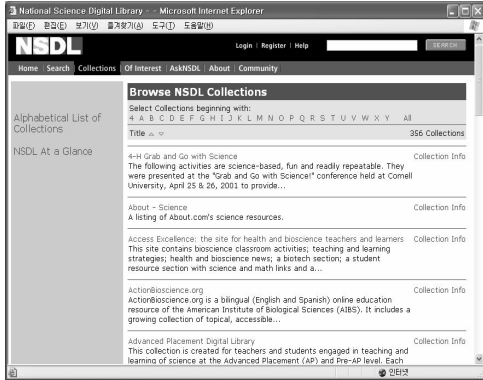 National Science Digital Library - - Microsoft Internet Explorer
파일(F) 편집(E) 보기(V) 즐겨찾기(A) 도구(T) 도움말(H)
NSDL
Login | Register | Help
SEARCH
Home | Search | Collections | Of Interest | AskNSDL | About | Community
Alphabetical List of
Collections
NSDL At a Glance
Browse NSDL Collections
Select Collections beginning with:
4 A B C D E F G H I J K L M N O P Q R S T U V W X Y All
Title
356 Collections
4-H Grab and Go with Science Collection Info
The following activities are science-based, fun and readily repeatable. They
were presented at the "Grab and Go with Science!" conference held at Cornell
University, April 25 & 26, 2001 to provide...
About - Science Collection Info
A listing of About.com's science resources.
Access Excellence: the site for health and bioscience teachers and learners Collection Info
This site contains bioscience classroom activities; teaching and learning
strategies; health and bioscience news; a biotech section; a student
resource section with science and math links and a...
ActionBioscience.org Collection Info
ActionBioscience.org is a bilingual (English and Spanish) online education
resource of the American Institute of Biological Sciences (AIBS). It includes a
growing collection of topical, accessible...
Advanced Placement Digital Library Collection Info
This collection is created for teachers and students engaged in teaching and
learning of science at the Advanced Placement (AP) and Pre-AP level. Each
인터넷